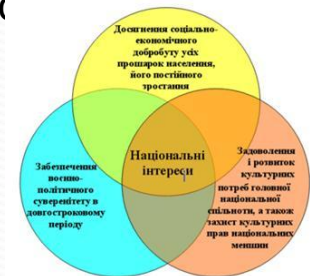 Досягнення соціально-
економічного
добробуту усіх
прошарок населення,
його постійного
зростання
Забезпечення
воєнно-
політичного
суверенітету в
довгостроковому
періоду
Національні
інтереси
Задоволення
і розвиток
культурних
потреб головної
національної
спільноти, а також
захист культурних
прав національних
меншин